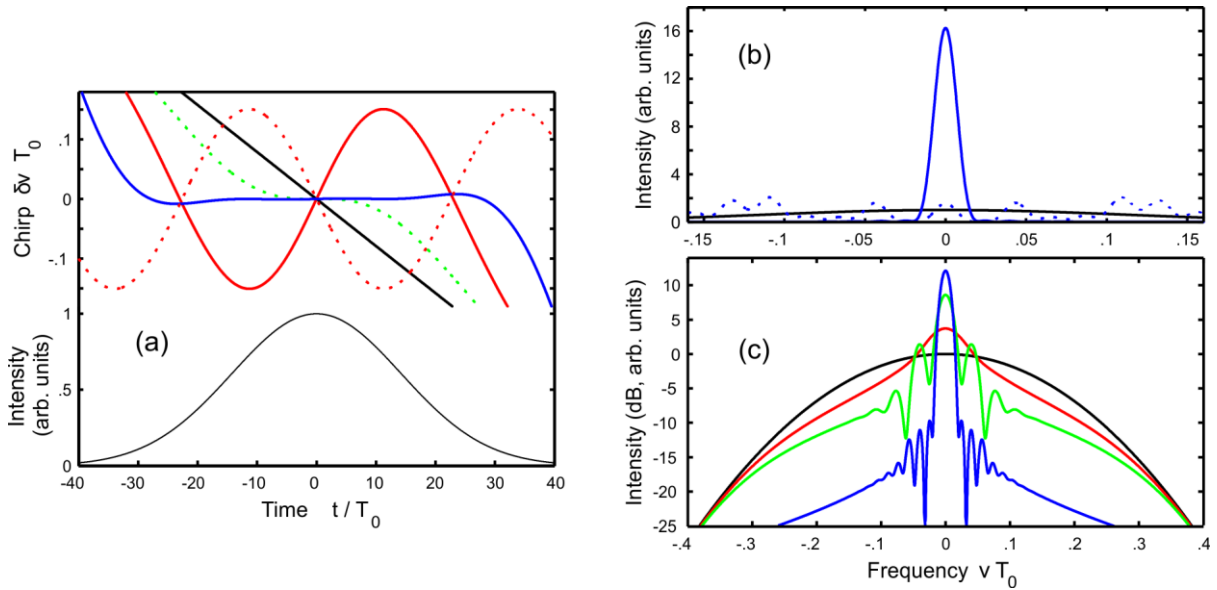 (a)
Chirp δν T₀
.1
0
-.1
Intensity
(arb. units)
1
.5
0
-40 -30 -20 -10 0 10 20 30 40
Time t / T₀
(b)
Intensity (arb. units)
16
12
8
4
0
-.15 -.1 -.05 0 .05 .1 .15
(c)
Intensity (dB, arb. units)
10
5
0
-5
-10
-15
-20
-25
-.4 -.3 -.2 -.1 0 .1 .2 .3 .4
Frequency ν T₀